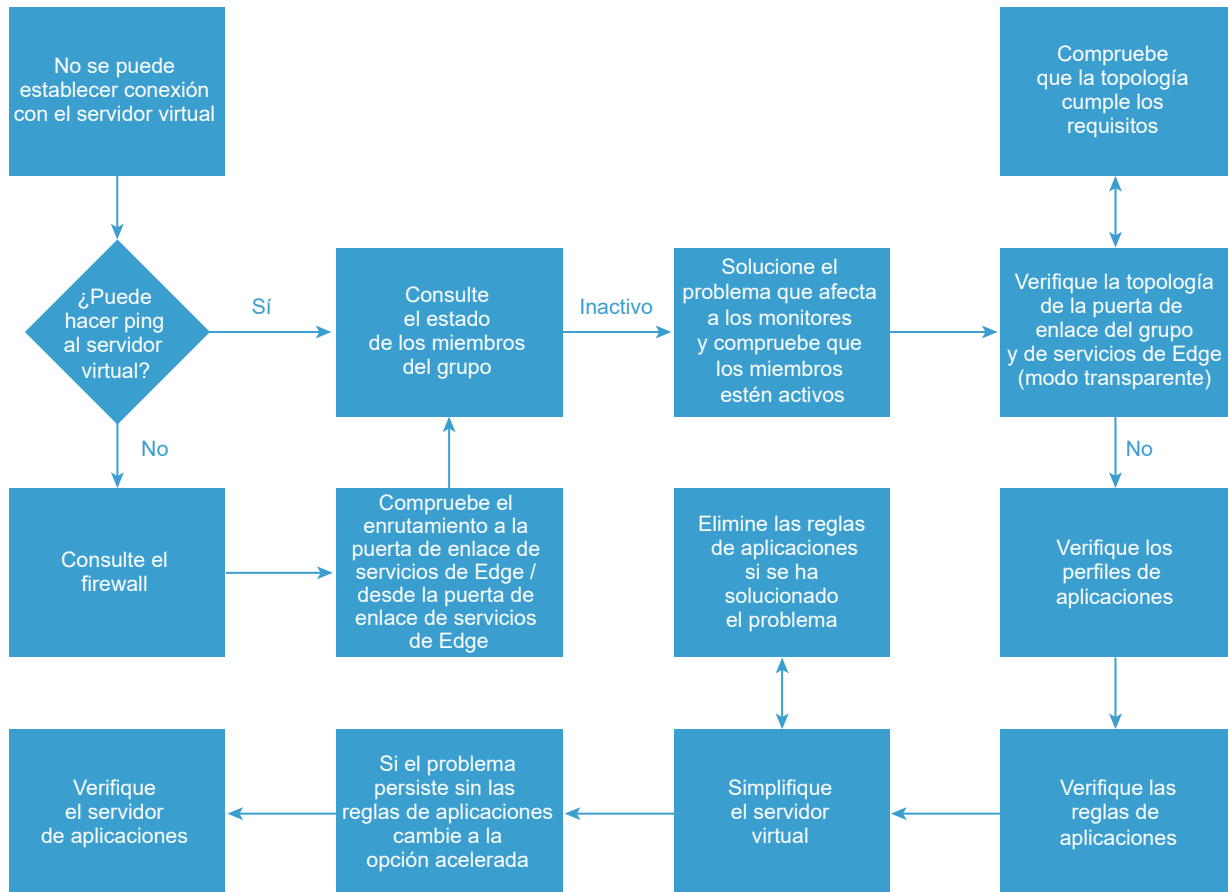 No se puede
establecer conexión
con el servidor virtual
Compruebe
que la topología
cumple los
requisitos
¿Puede
hacer ping
al servidor
virtual?
Sí
Consulte
el estado
de los miembros
del grupo
Inactivo
Solucione el
problema que afecta
a los monitores
y compruebe que
los miembros
estén activos
Verifique la topología
de la puerta de
enlace del grupo
y de servicios de Edge
(modo transparente)
No
No
Consulte el
firewall
Compruebe el
enrutamiento a la
puerta de enlace de
servicios de Edge /
desde la puerta de
enlace de servicios
de Edge
Elimine las reglas
de aplicaciones
si se ha
solucionado
el problema
Verifique los
perfiles de
aplicaciones
Verifique
el servidor
de aplicaciones
Si el problema
persiste sin las
reglas de aplicaciones
cambie a la
opción acelerada
Simplifique
el servidor
virtual
Verifique las
reglas de
aplicaciones